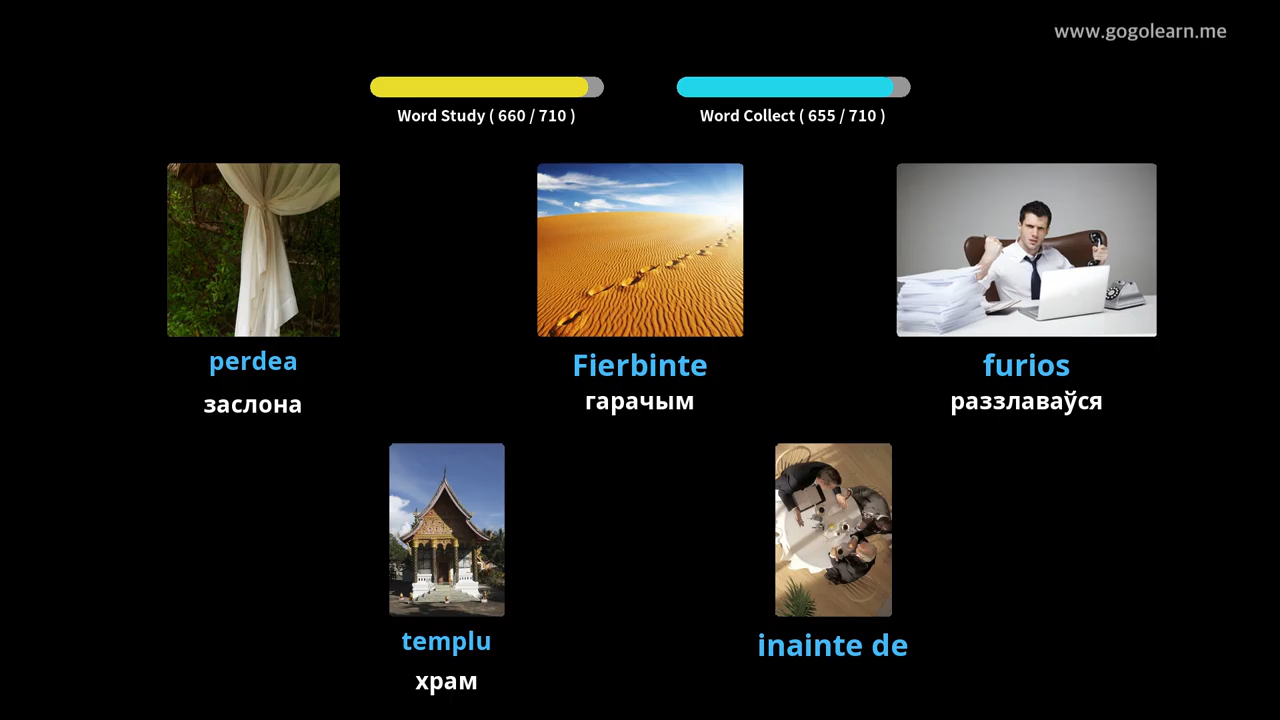 www.gogolearn.me
Word Study ( 660 / 710 )
Word Collect ( 655 / 710 )
perdea
заслона
Fierbinte
гарачым
furios
раззлаваўся
templu
храм
inainte de